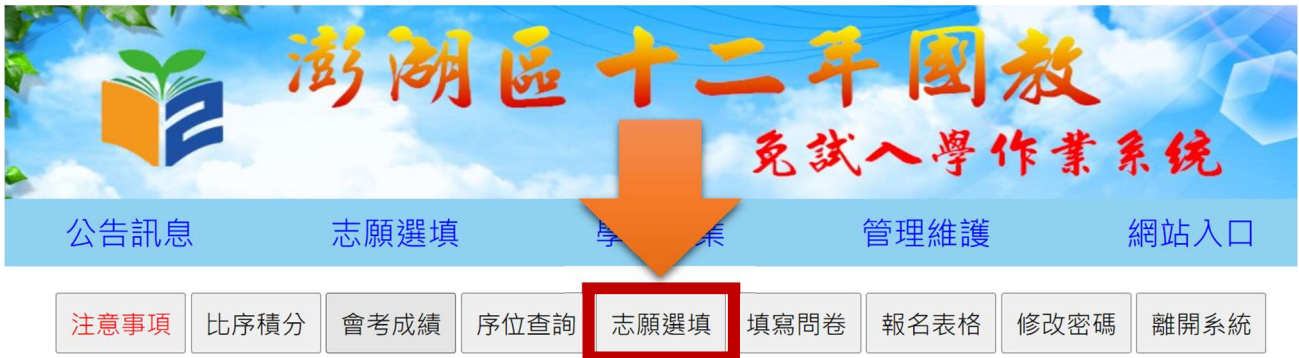 澎湖區十二年國教
免試入學作業系統
公告訊息 志願選填 管理維護 網站入口
注意事項 比序積分 會考成績 序位查詢 志願選填 填寫問卷 報名表格 修改密碼 離開系統